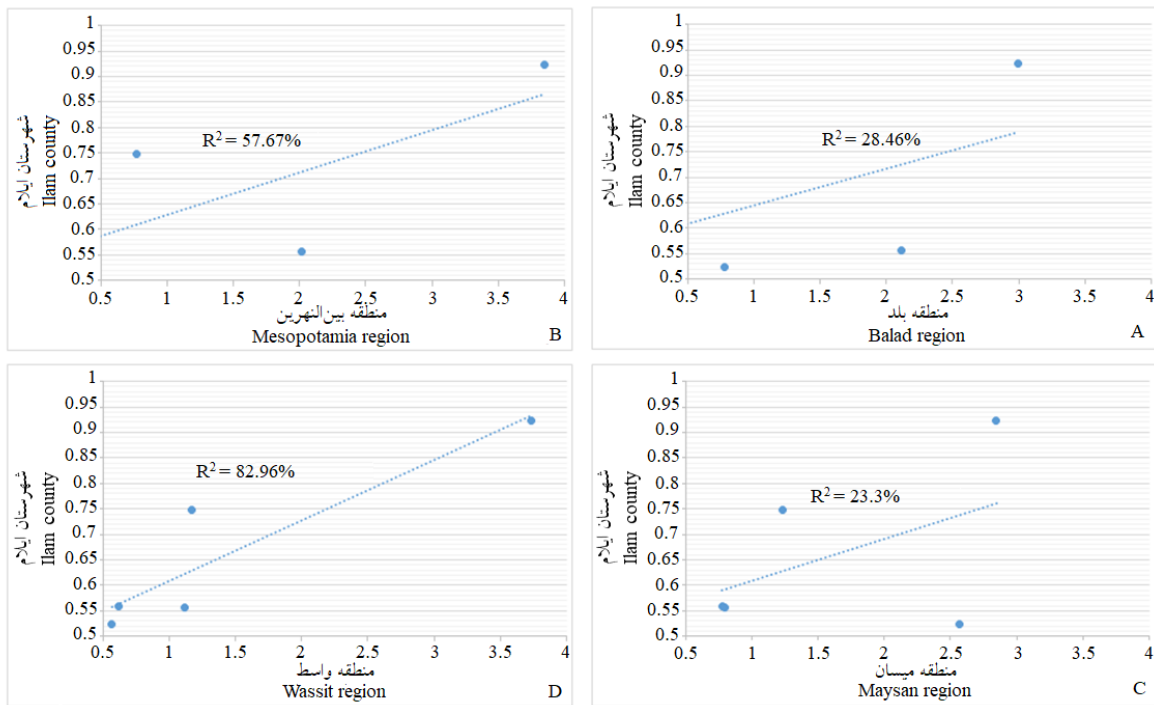 1
0.95
0.9
0.85
0.8
0.75
0.7
0.65
0.6
0.55
0.5
شهرستان ایلام
Ilam county
R² = 57.67%
0.5 1 1.5 2 2.5 3 3.5 4
منطقه بین‌النهرین
Mesopotamia region
B
1
0.95
0.9
0.85
0.8
0.75
0.7
0.65
0.6
0.55
0.5
شهرستان ایلام
Ilam county
R² = 28.46%
0.5 1 1.5 2 2.5 3 3.5 4
منطقه بلد
Balad region
A
1
0.95
0.9
0.85
0.8
0.75
0.7
0.65
0.6
0.55
0.5
شهرستان ایلام
Ilam county
R² = 82.96%
0.5 1 1.5 2 2.5 3 3.5 4
منطقه واسط
Wassit region
D
1
0.95
0.9
0.85
0.8
0.75
0.7
0.65
0.6
0.55
0.5
شهرستان ایلام
Ilam county
R² = 23.3%
0.5 1 1.5 2 2.5 3 3.5 4
منطقه میسان
Maysan region
C